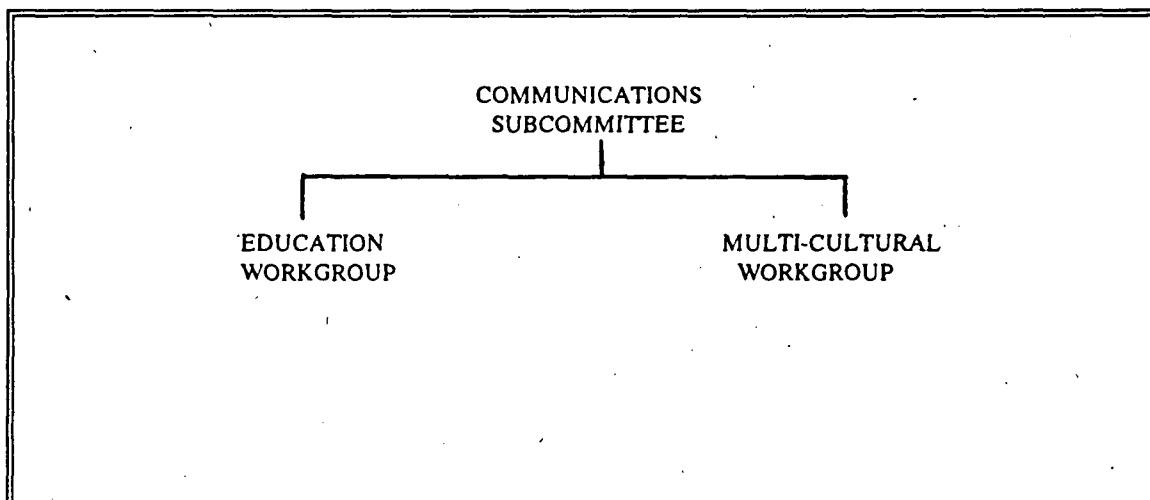 COMMUNICATIONS
SUBCOMMITTEE
EDUCATION
WORKGROUP
MULTI-CULTURAL
WORKGROUP